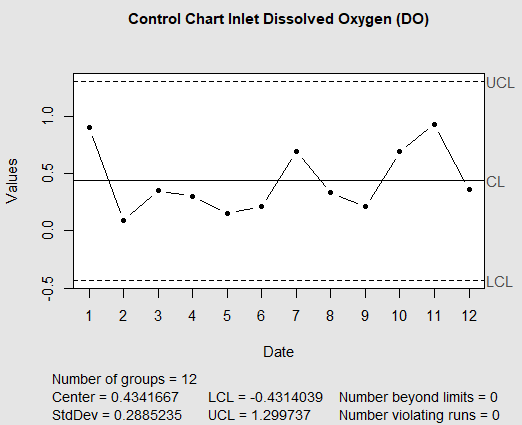 Control Chart Inlet Dissolved Oxygen (DO)
UCL
1.0
0.5
CL
0.0
-0.5
LCL
Values
1 2 3 4 5 6 7 8 9 10 11 12
Date
Number of groups = 12
Center = 0.4341667 LCL = -0.4314039 Number beyond limits = 0
StdDev = 0.2885235 UCL = 1.299737 Number violating runs = 0